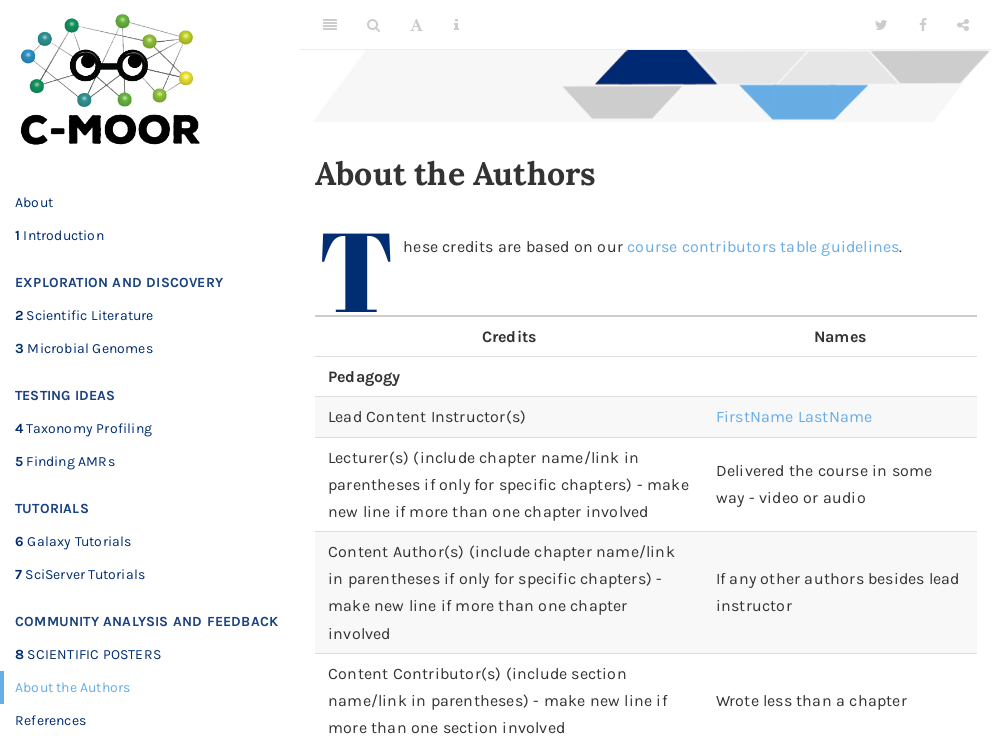 C-MOOR
About
1 Introduction
EXPLORATION AND DISCOVERY
2 Scientific Literature
3 Microbial Genomes
TESTING IDEAS
4 Taxonomy Profiling
5 Finding AMRs
TUTORIALS
6 Galaxy Tutorials
7 SciServer Tutorials
COMMUNITY ANALYSIS AND FEEDBACK
8 SCIENTIFIC POSTERS
About the Authors
References
About the Authors
These credits are based on our course contributors table guidelines.
Credits Names
Pedagogy
Lead Content Instructor(s) FirstName LastName
Lecturer(s) (include chapter name/link in
parentheses if only for specific chapters) - make
new line if more than one chapter involved
Delivered the course in some
way - video or audio
Content Author(s) (include chapter name/link
in parentheses if only for specific chapters) -
make new line if more than one chapter
involved
If any other authors besides lead
instructor
Content Contributor(s) (include section
name/link in parentheses) - make new line if
more than one section involved
Wrote less than a chapter